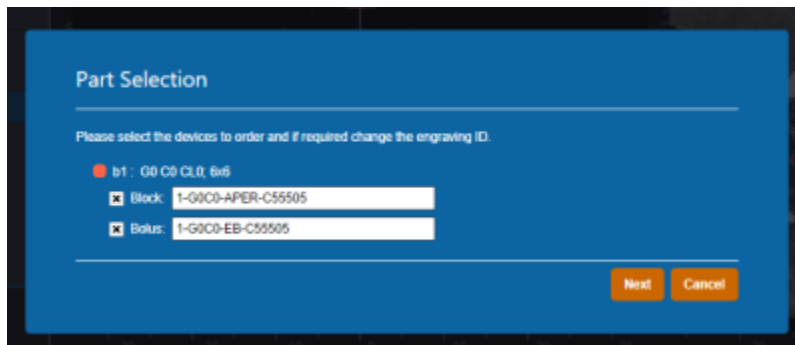 Part Selection
Please select the devices to order and if required change the engraving ID.
b1 : G0 C0 CL0; 6x6
Block: 1-G0C0-APER-C55505
Bolus: 1-G0C0-EB-C55505
Next Cancel